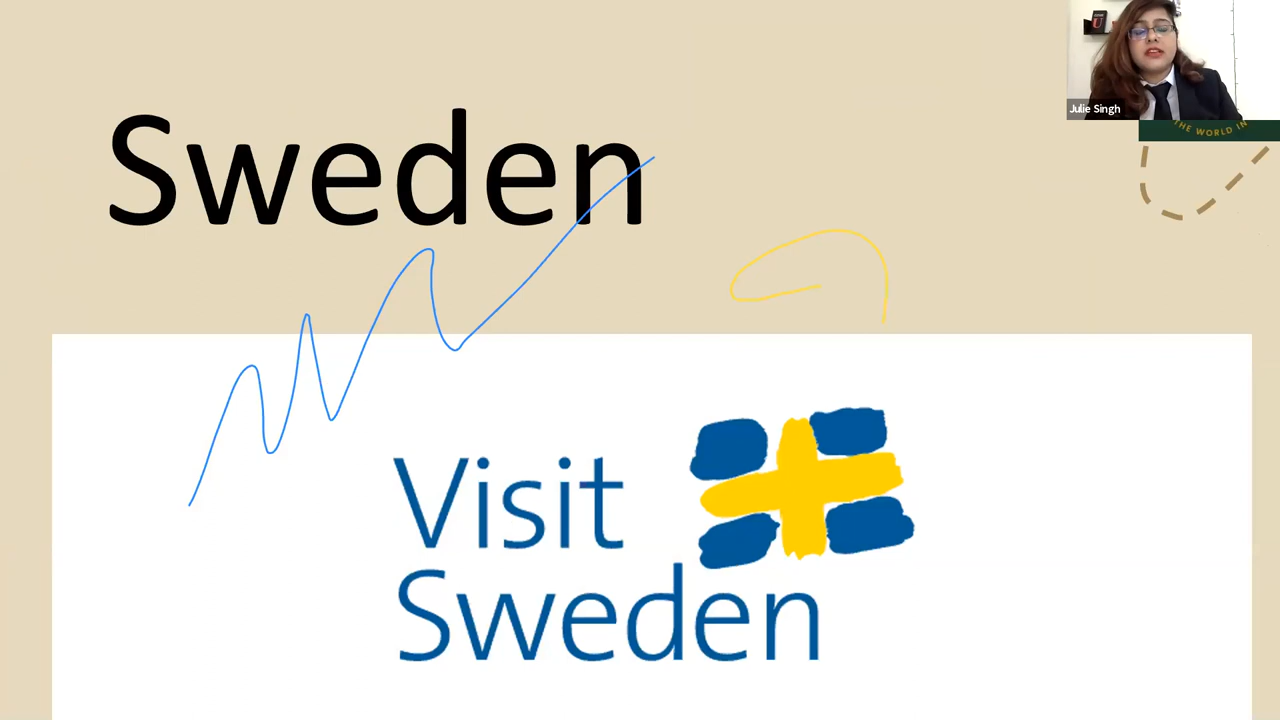 Sweden
Julie Singh
THE WORLD IN
Visit
Sweden